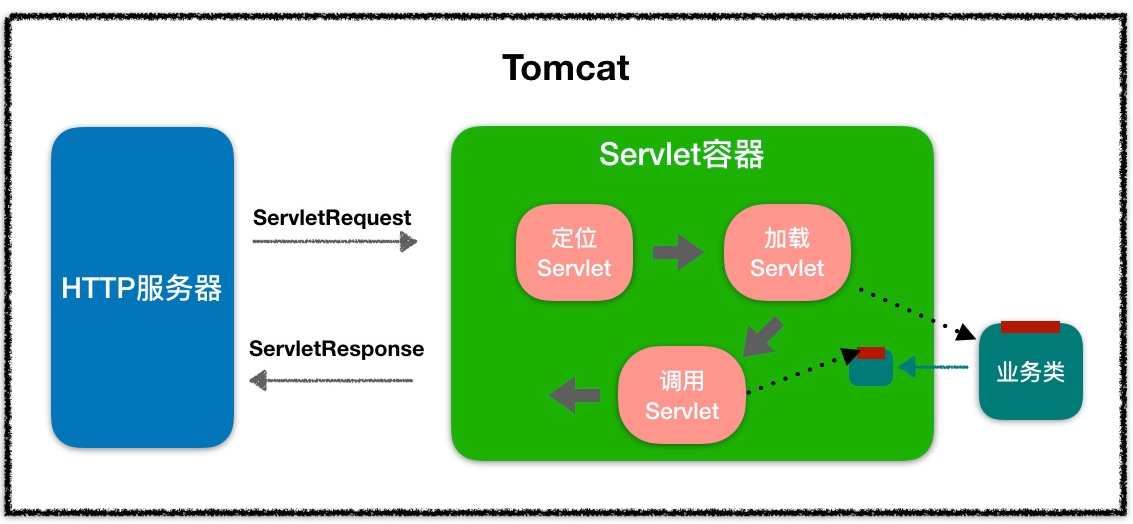 Tomcat
Servlet容器
ServletRequest
定位
Servlet
加载
Servlet
HTTP服务器
ServletResponse
调用
Servlet
业务类